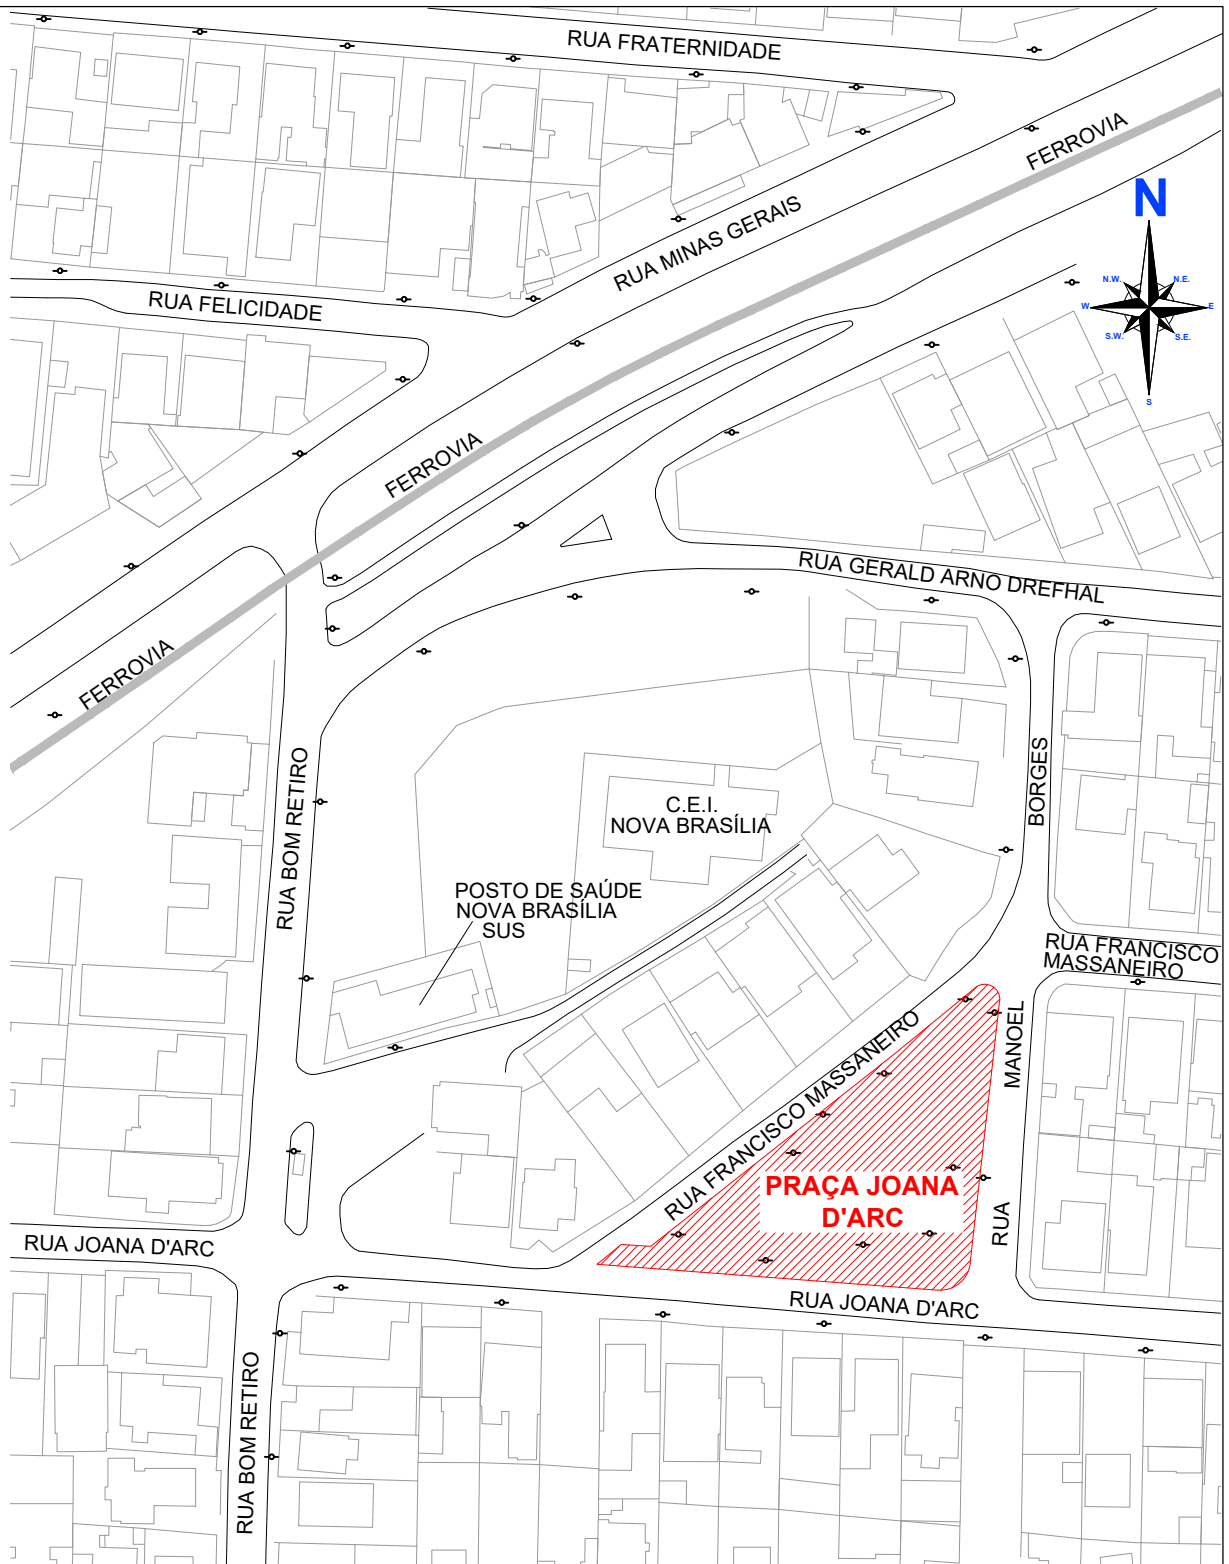 RUA FRATERNIDADE
FERROVIA
N
RUA MINAS GERAIS
N.W.
N.E.
W
E
S.W.
S.E.
S
RUA FELICIDADE
FERROVIA
RUA GERALD ARNO DREFHAL
FERROVIA
RUA BOM RETIRO
BORGES
C.E.I.
NOVA BRASÍLIA
POSTO DE SAÚDE
NOVA BRASÍLIA
SUS
RUA FRANCISCO
MASSANEIRO
RUA FRANCISCO MASSANEIRO
MANOEL
PRAÇA JOANA
D'ARC
RUA
RUA JOANA D'ARC
RUA JOANA D'ARC
RUA BOM RETIRO